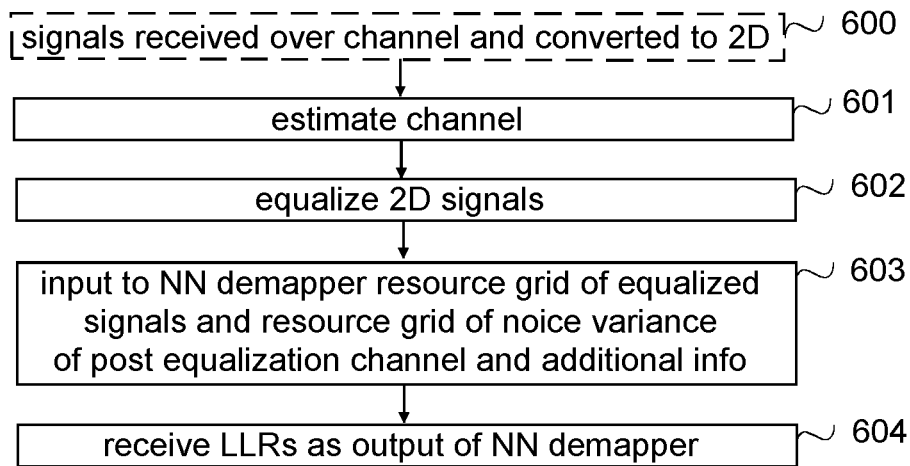 signals received over channel and converted to 2D
600
estimate channel
601
equalize 2D signals
602
input to NN demapper resource grid of equalized
signals and resource grid of noice variance
of post equalization channel and additional info
603
receive LLRs as output of NN demapper
604